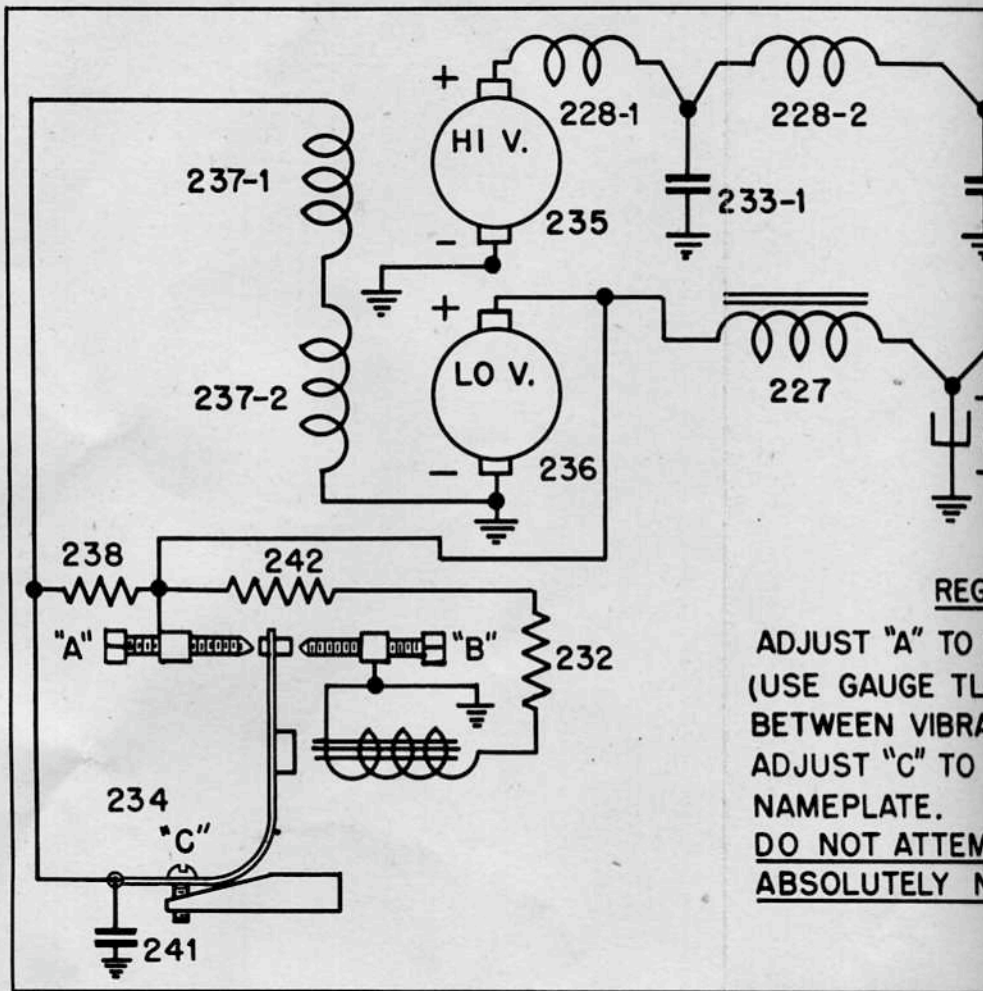 +
228-1
228-2
HI V.
237-1
233-1
235
-
+
LO V.
227
237-2
-
236
-
-
238
242
REG
"A"
"B"
232
ADJUST "A" TO
(USE GAUGE TL
BETWEEN VIBRA
ADJUST "C" TO
NAMEPLATE.
DO NOT ATTEM
ABSOLUTELY N
234
"C"
241